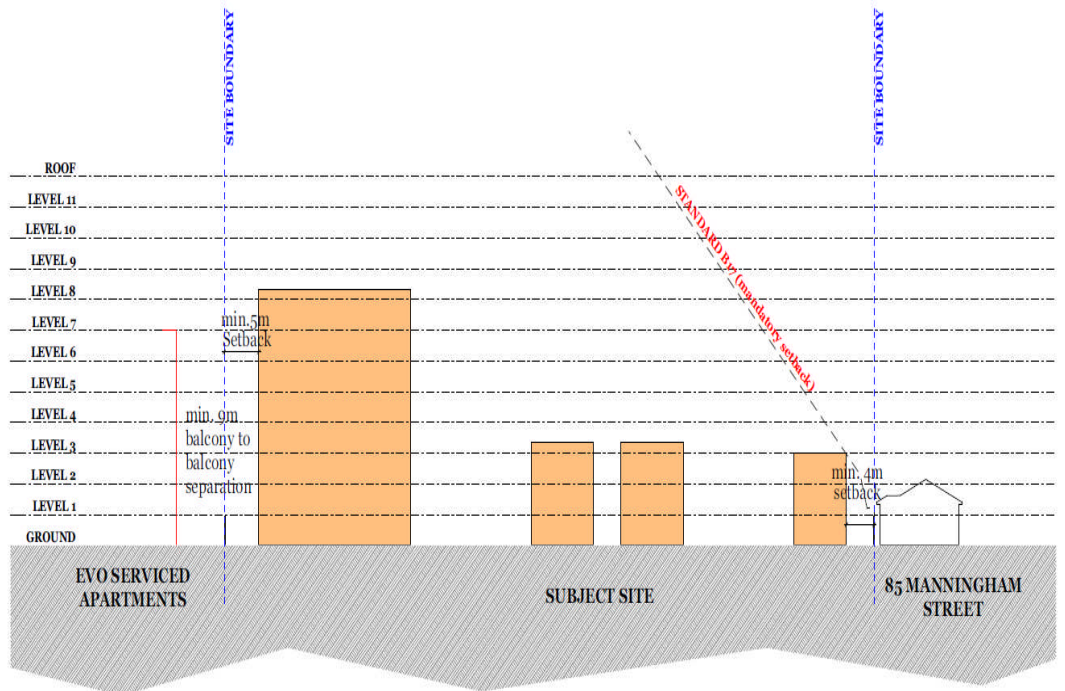 SITE BOUNDARY
SITE BOUNDARY
ROOF
LEVEL 11
LEVEL 10
LEVEL 9
LEVEL 8
LEVEL 7
LEVEL 6
LEVEL 5
LEVEL 4
LEVEL 3
LEVEL 2
LEVEL 1
GROUND
STANDARD B17 (mandatory setback)
min.5m
Setback
min. 9m
balcony to
balcony
separation
min. 4m
setback
EVO SERVICED
APARTMENTS
SUBJECT SITE
85 MANNINGHAM
STREET